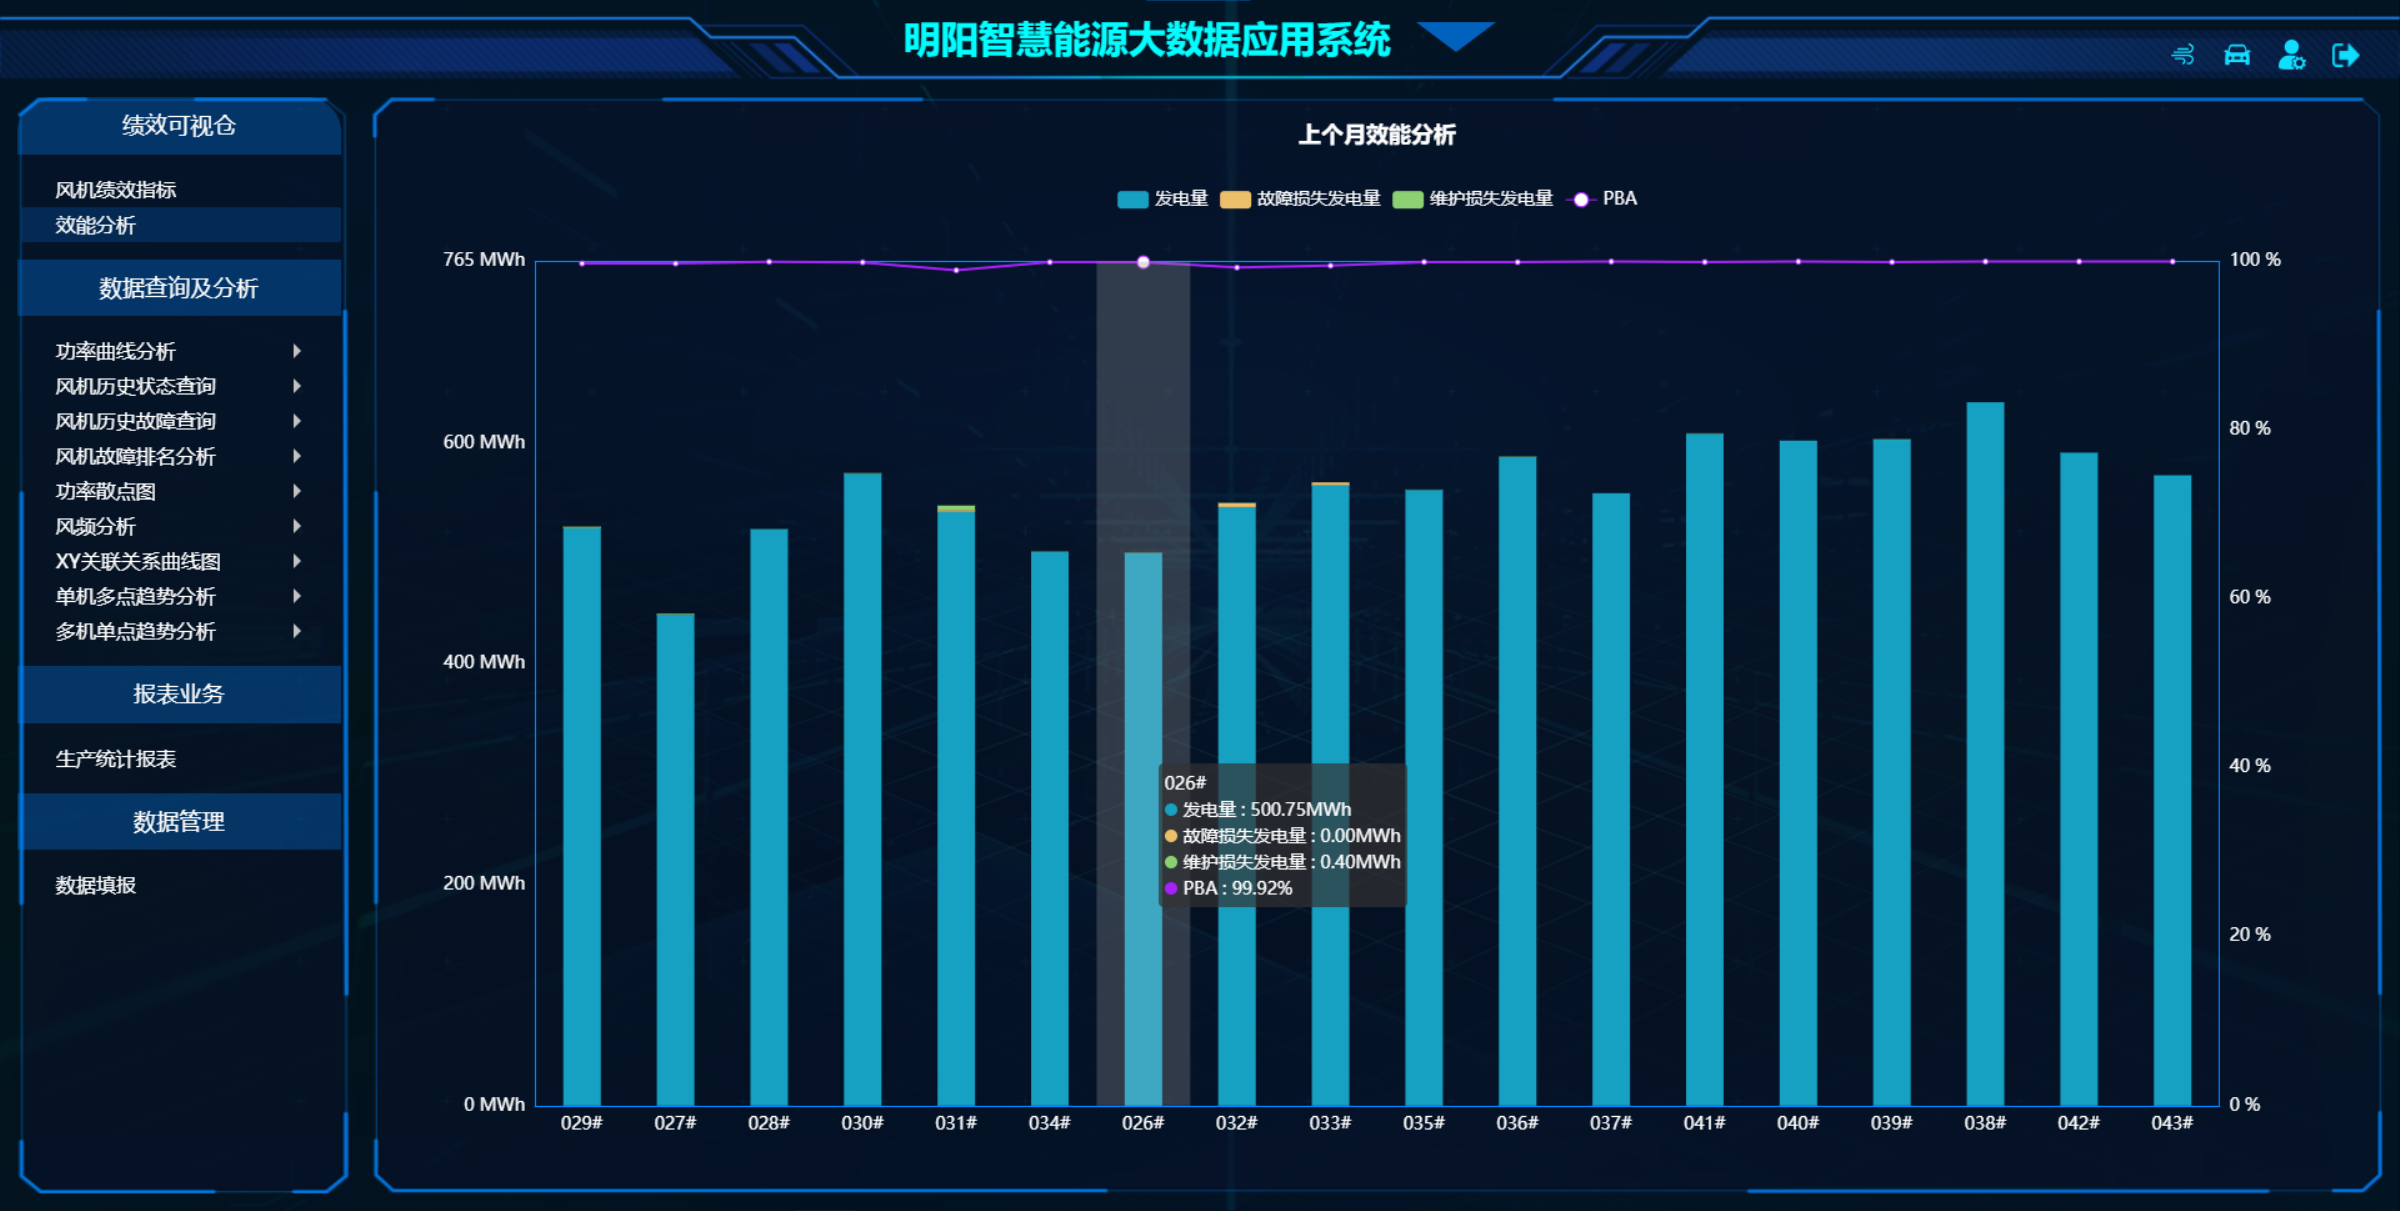 明阳智慧能源大数据应用系统
绩效可视仓
风机绩效指标
效能分析
数据查询及分析
功率曲线分析
风机历史状态查询
风机历史故障查询
风机故障排名分析
功率散点图
风频分析
XY关联关系曲线图
单机多点趋势分析
多机单点趋势分析
报表业务
生产统计报表
数据管理
数据填报
上个月效能分析
发电量 故障损失发电量 维护损失发电量 PBA
765 MWh
600 MWh
400 MWh
200 MWh
0 MWh
100 %
80 %
60 %
40 %
20 %
0 %
026#
发电量 : 500.75MWh
故障损失发电量 : 0.00MWh
维护损失发电量 : 0.40MWh
PBA : 99.92%
029# 027# 028# 030# 031# 034# 026# 032# 033# 035# 036# 037# 041# 040# 039# 038# 042# 043#